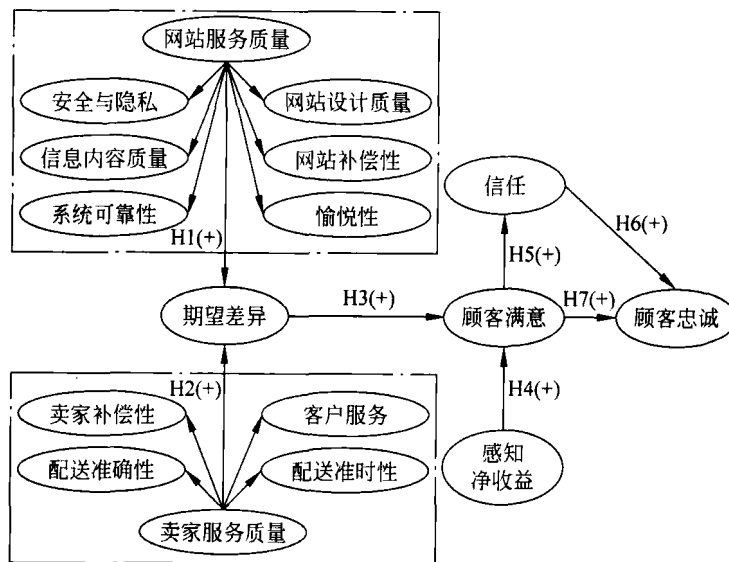 网站服务质量
安全与隐私
网站设计质量
信息内容质量
网站补偿性
系统可靠性
愉悦性
H1(+)
信任
H5(+)
H6(+)
期望差异
H3(+)
顾客满意
H7(+)
顾客忠诚
H2(+)
H4(+)
卖家补偿性
客户服务
配送准确性
配送准时性
感知
净收益
卖家服务质量